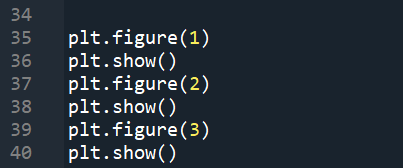 34
35 plt.figure(1)
36 plt.show()
37 plt.figure(2)
38 plt.show()
39 plt.figure(3)
40 plt.show()